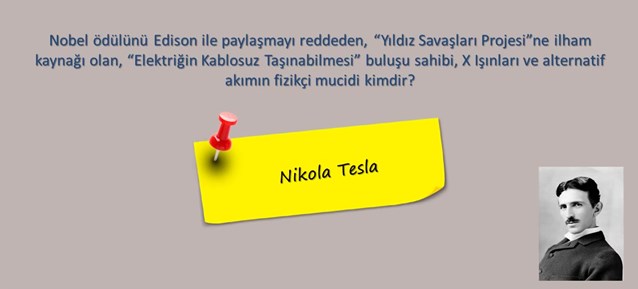 Nobel ödülünü Edison ile paylaşmayı reddeden, “Yıldız Savaşları Projesi”ne ilham
kaynağı olan, “Elektriğin Kablosuz Taşınabilmesi” buluşu sahibi, X Işınları ve alternatif
akımın fizikçi mucidi kimdir?
Nikola Tesla